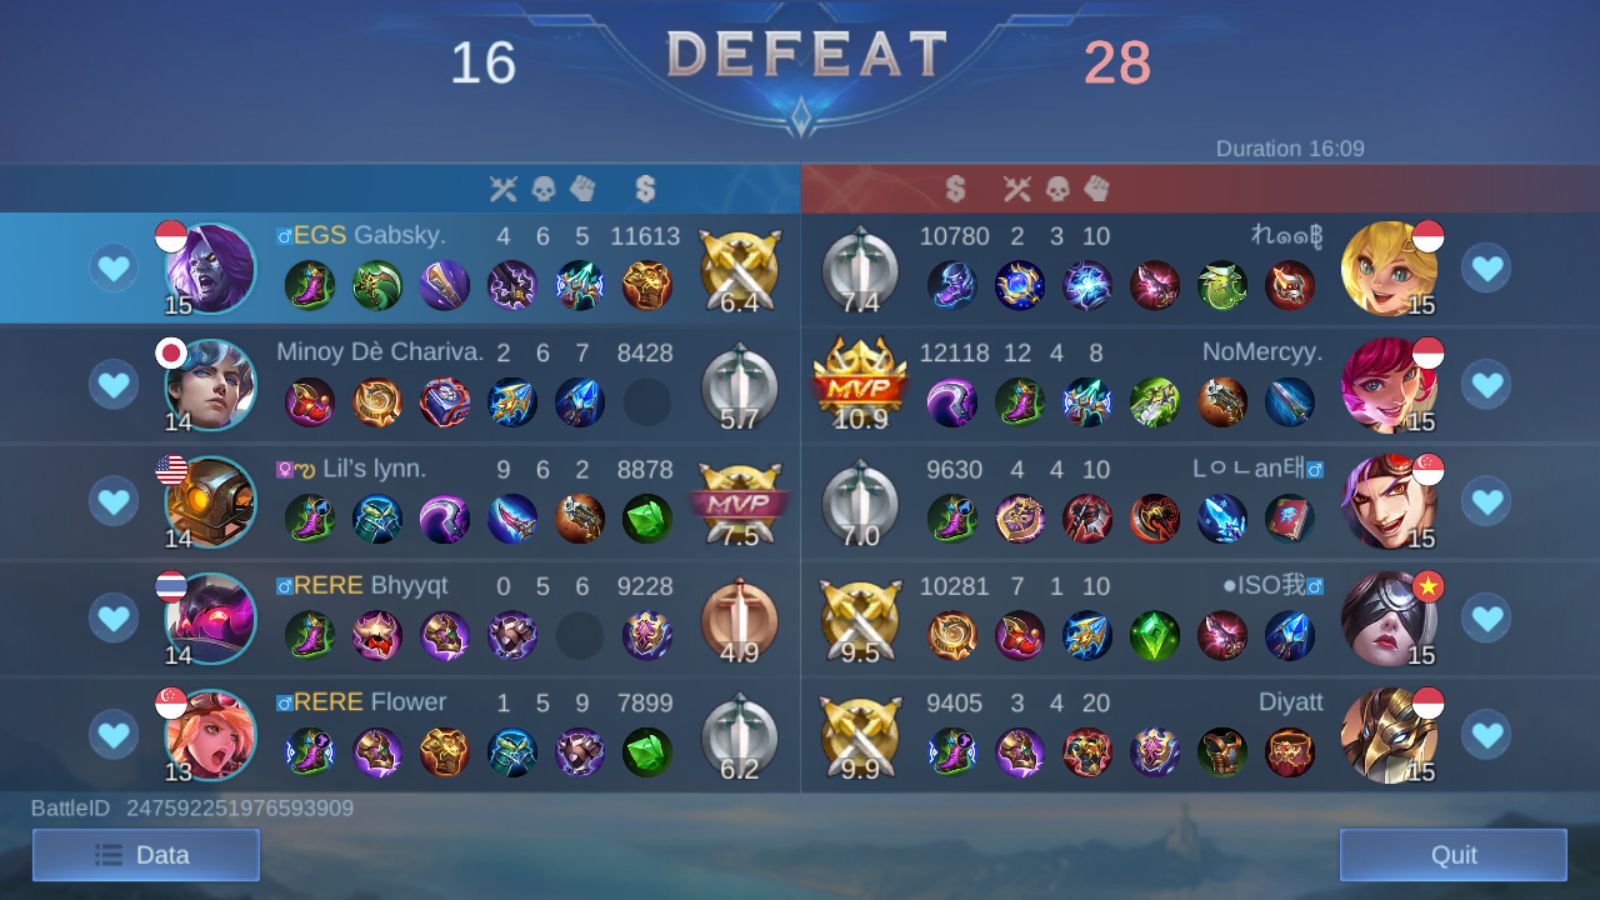 16 DEFEAT 28
Duration 16:09
EGS Gabsky. 4 6 5 11613
15 6.4
7.4 10780 2 3 10 れ๑๑฿
15
Minoy Dè Chariva. 2 6 7 8428
14 5.7
MVP 10.9 12118 12 4 8 NoMercyy.
15
Lil's lynn. 9 6 2 8878
14 MVP 7.5
7.0 9630 4 4 10 LㅇㄴanEH
15
RERE Bhyyqt 0 5 6 9228
14 4.9
9.5 10281 7 1 10 ●ISO我
15
RERE Flower 1 5 9 7899
13 6.2
9.9 9405 3 4 20 Diyatt
15
BattleID 247592251976593909
Data
Quit